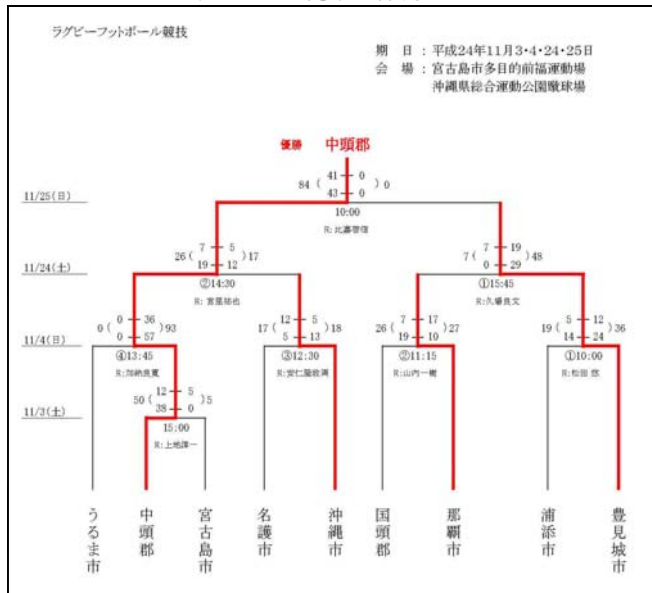 ラグビーフットボール競技
期 日 : 平成24年11月3・4・24・25日
会 場 : 宮古島市多目的前福運動場
沖縄県総合運動公園蹴球場
優勝 中頭郡
84 ( 41 0 ) 0
43 0
11/25(日)
10:00
R:比嘉啓信
26 ( 7 5 ) 17
19 12
7 ( 7 19 ) 48
0 29
11/24(土)
②14:30
①15:45
R:久場良文
0 ( 0 36 ) 93
0 57
17 ( 12 5 ) 18
5 13
26 ( 7 17 ) 27
19 10
19 ( 5 12 ) 36
14 24
11/4(日)
④13:45
③12:30
②11:15
①10:00
R:加納良寛
R:山内一樹
R:松田 悠
50 ( 12 5 ) 5
38 0
11/3(土)
15:00
R:上地謙一
うるま市
中頭郡
宮古島市
名護市
沖縄市
国頭郡
那覇市
浦添市
豊見城市